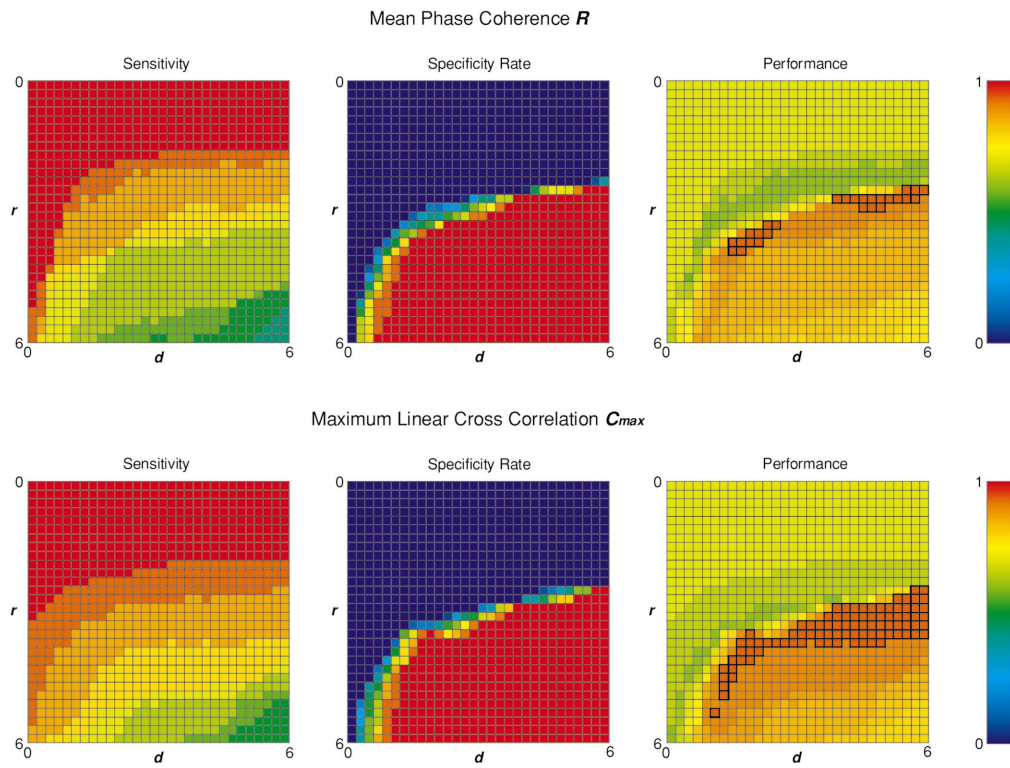 Mean Phase Coherence R
Sensitivity Specificity Rate Performance
0 0 0 1
r r r
6 6 6 0
0 d 6 0 d 6 0 d 6
Maximum Linear Cross Correlation Cmax
Sensitivity Specificity Rate Performance
0 0 0 1
r r r
6 6 6 0
0 d 6 0 d 6 0 d 6